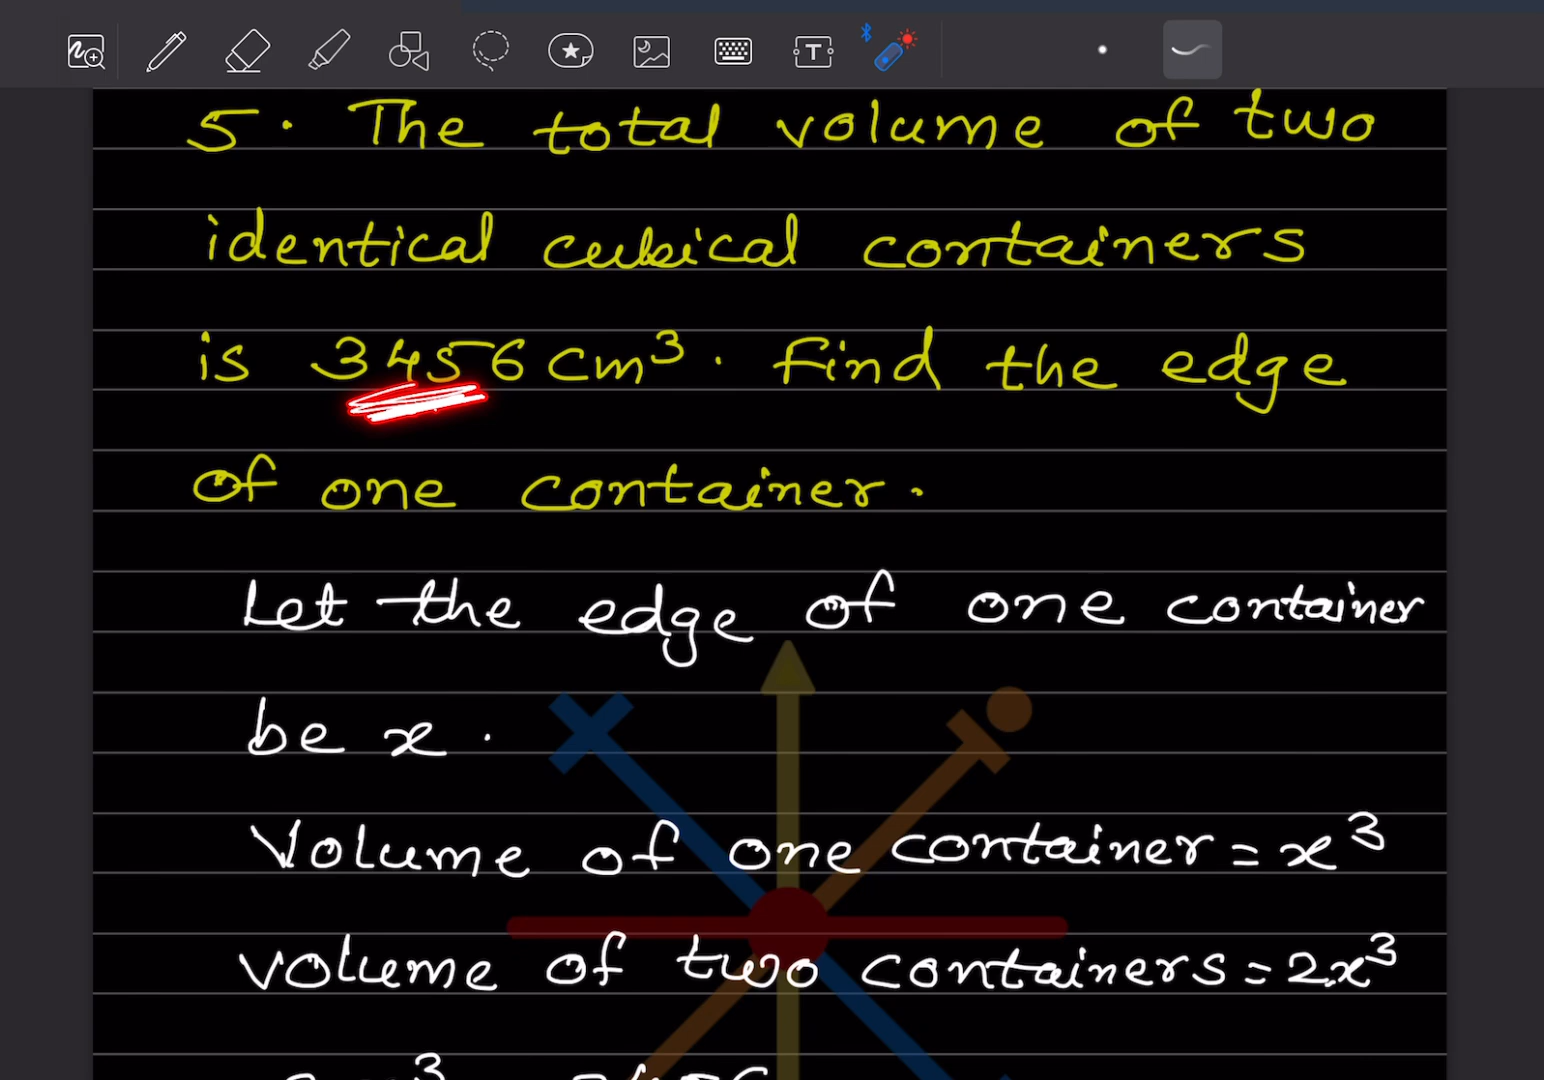 5. The total volume of two
identical cubical containers
is 3456 cm³. Find the edge
of one container.
Let the edge of one container
be x.
Volume of one container = x³
volume of two containers = 2x³